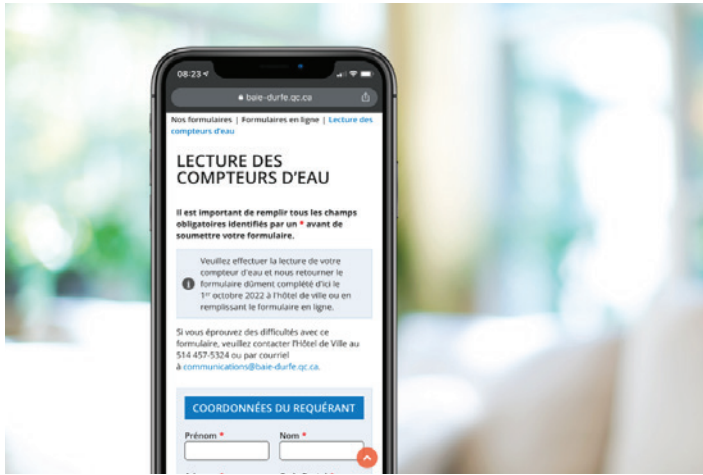 08:23
baie-durfe.qc.ca
Nos formulaires | Formulaires en ligne | Lecture des
compteurs d'eau
LECTURE DES
COMPTEURS D'EAU
Il est important de remplir tous les champs
obligatoires identifiés par un * avant de
soumettre votre formulaire.
Veuillez effectuer la lecture de votre
compteur d'eau et nous retourner le
formulaire dûment complété d'ici le
1er octobre 2022 à l'hôtel de ville ou en
remplissant le formulaire en ligne.
Si vous éprouvez des difficultés avec ce
formulaire, veuillez contacter l'Hôtel de Ville au
514 457-5324 ou par courriel
à communications@baie-durfe.qc.ca.
COORDONNÉES DU REQUÉRANT
Prénom * Nom *